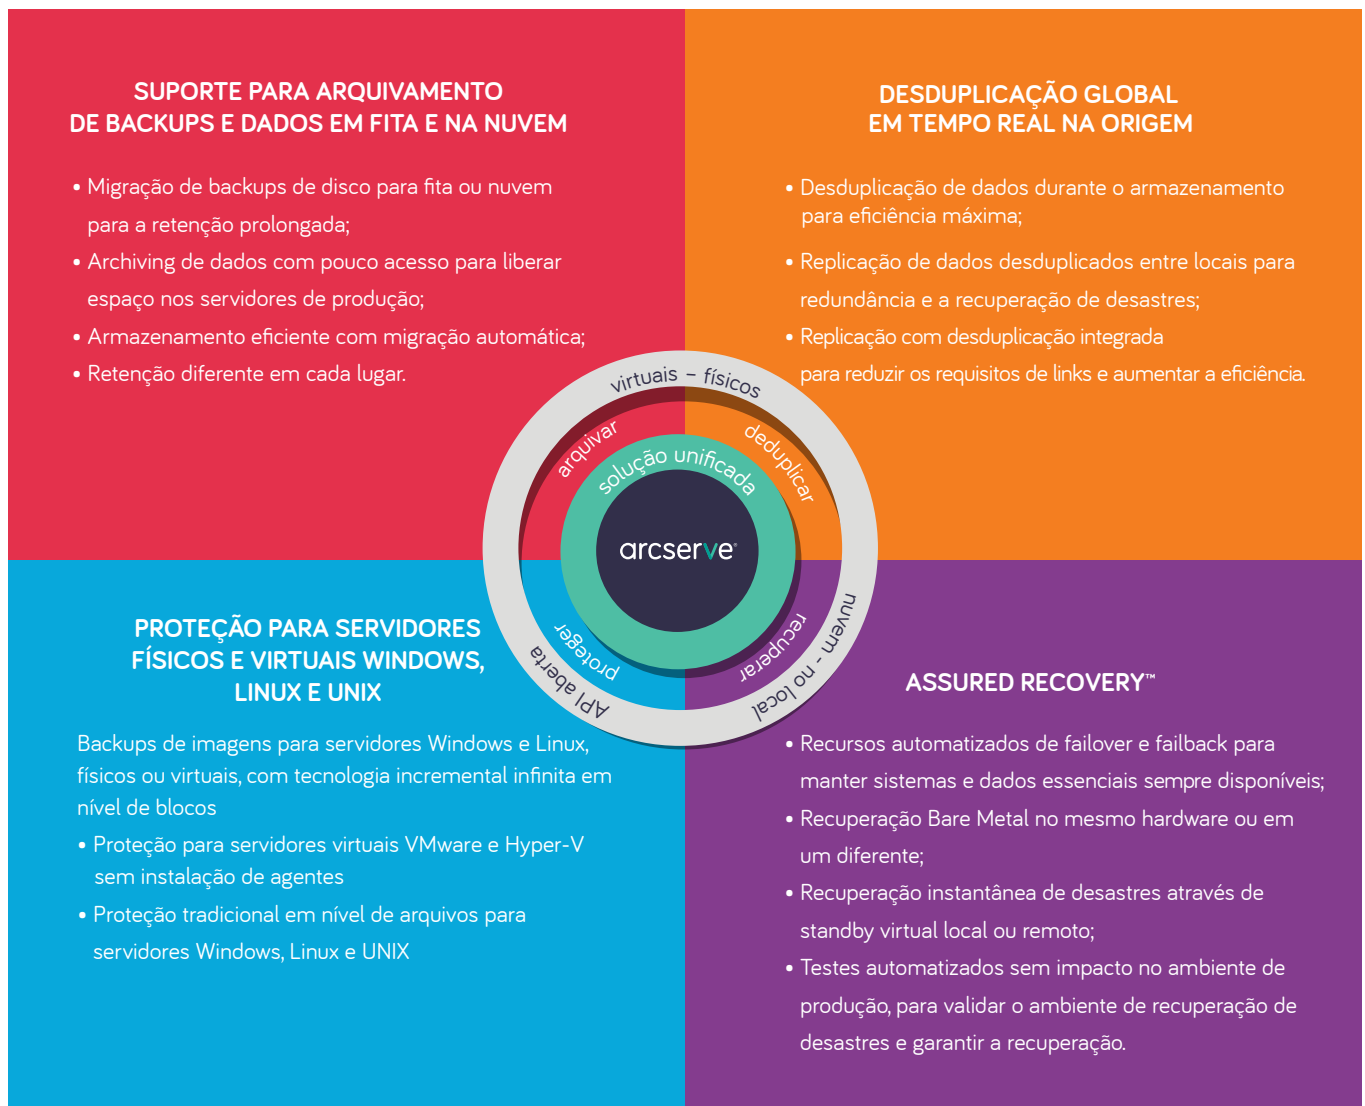 SUPORTE PARA ARQUIVAMENTO
DE BACKUPS E DADOS EM FITA E NA NUVEM
• Migração de backups de disco para fita ou nuvem
para a retenção prolongada;
• Archiving de dados com pouco acesso para liberar
espaço nos servidores de produção;
• Armazenamento eficiente com migração automática;
• Retenção diferente em cada lugar.
DESDUPLICAÇÃO GLOBAL
EM TEMPO REAL NA ORIGEM
• Desduplicação de dados durante o armazenamento
para eficiência máxima;
• Replicação de dados desduplicados entre locais para
redundância e a recuperação de desastres;
• Replicação com desduplicação integrada
para reduzir os requisitos de links e aumentar a eficiência.
virtuais – físicos
arquivar
deduplicar
solução unificada
arcserve®
proteger
recuperar
API aberta
nuvem - no local
PROTEÇÃO PARA SERVIDORES
FÍSICOS E VIRTUAIS WINDOWS,
LINUX E UNIX
Backups de imagens para servidores Windows e Linux,
físicos ou virtuais, com tecnologia incremental infinita em
nível de blocos
• Proteção para servidores virtuais VMware e Hyper-V
sem instalação de agentes
• Proteção tradicional em nível de arquivos para
servidores Windows, Linux e UNIX
ASSURED RECOVERY™
• Recursos automatizados de failover e failback para
manter sistemas e dados essenciais sempre disponíveis;
• Recuperação Bare Metal no mesmo hardware ou em
um diferente;
• Recuperação instantânea de desastres através de
standby virtual local ou remoto;
• Testes automatizados sem impacto no ambiente de
produção, para validar o ambiente de recuperação de
desastres e garantir a recuperação.